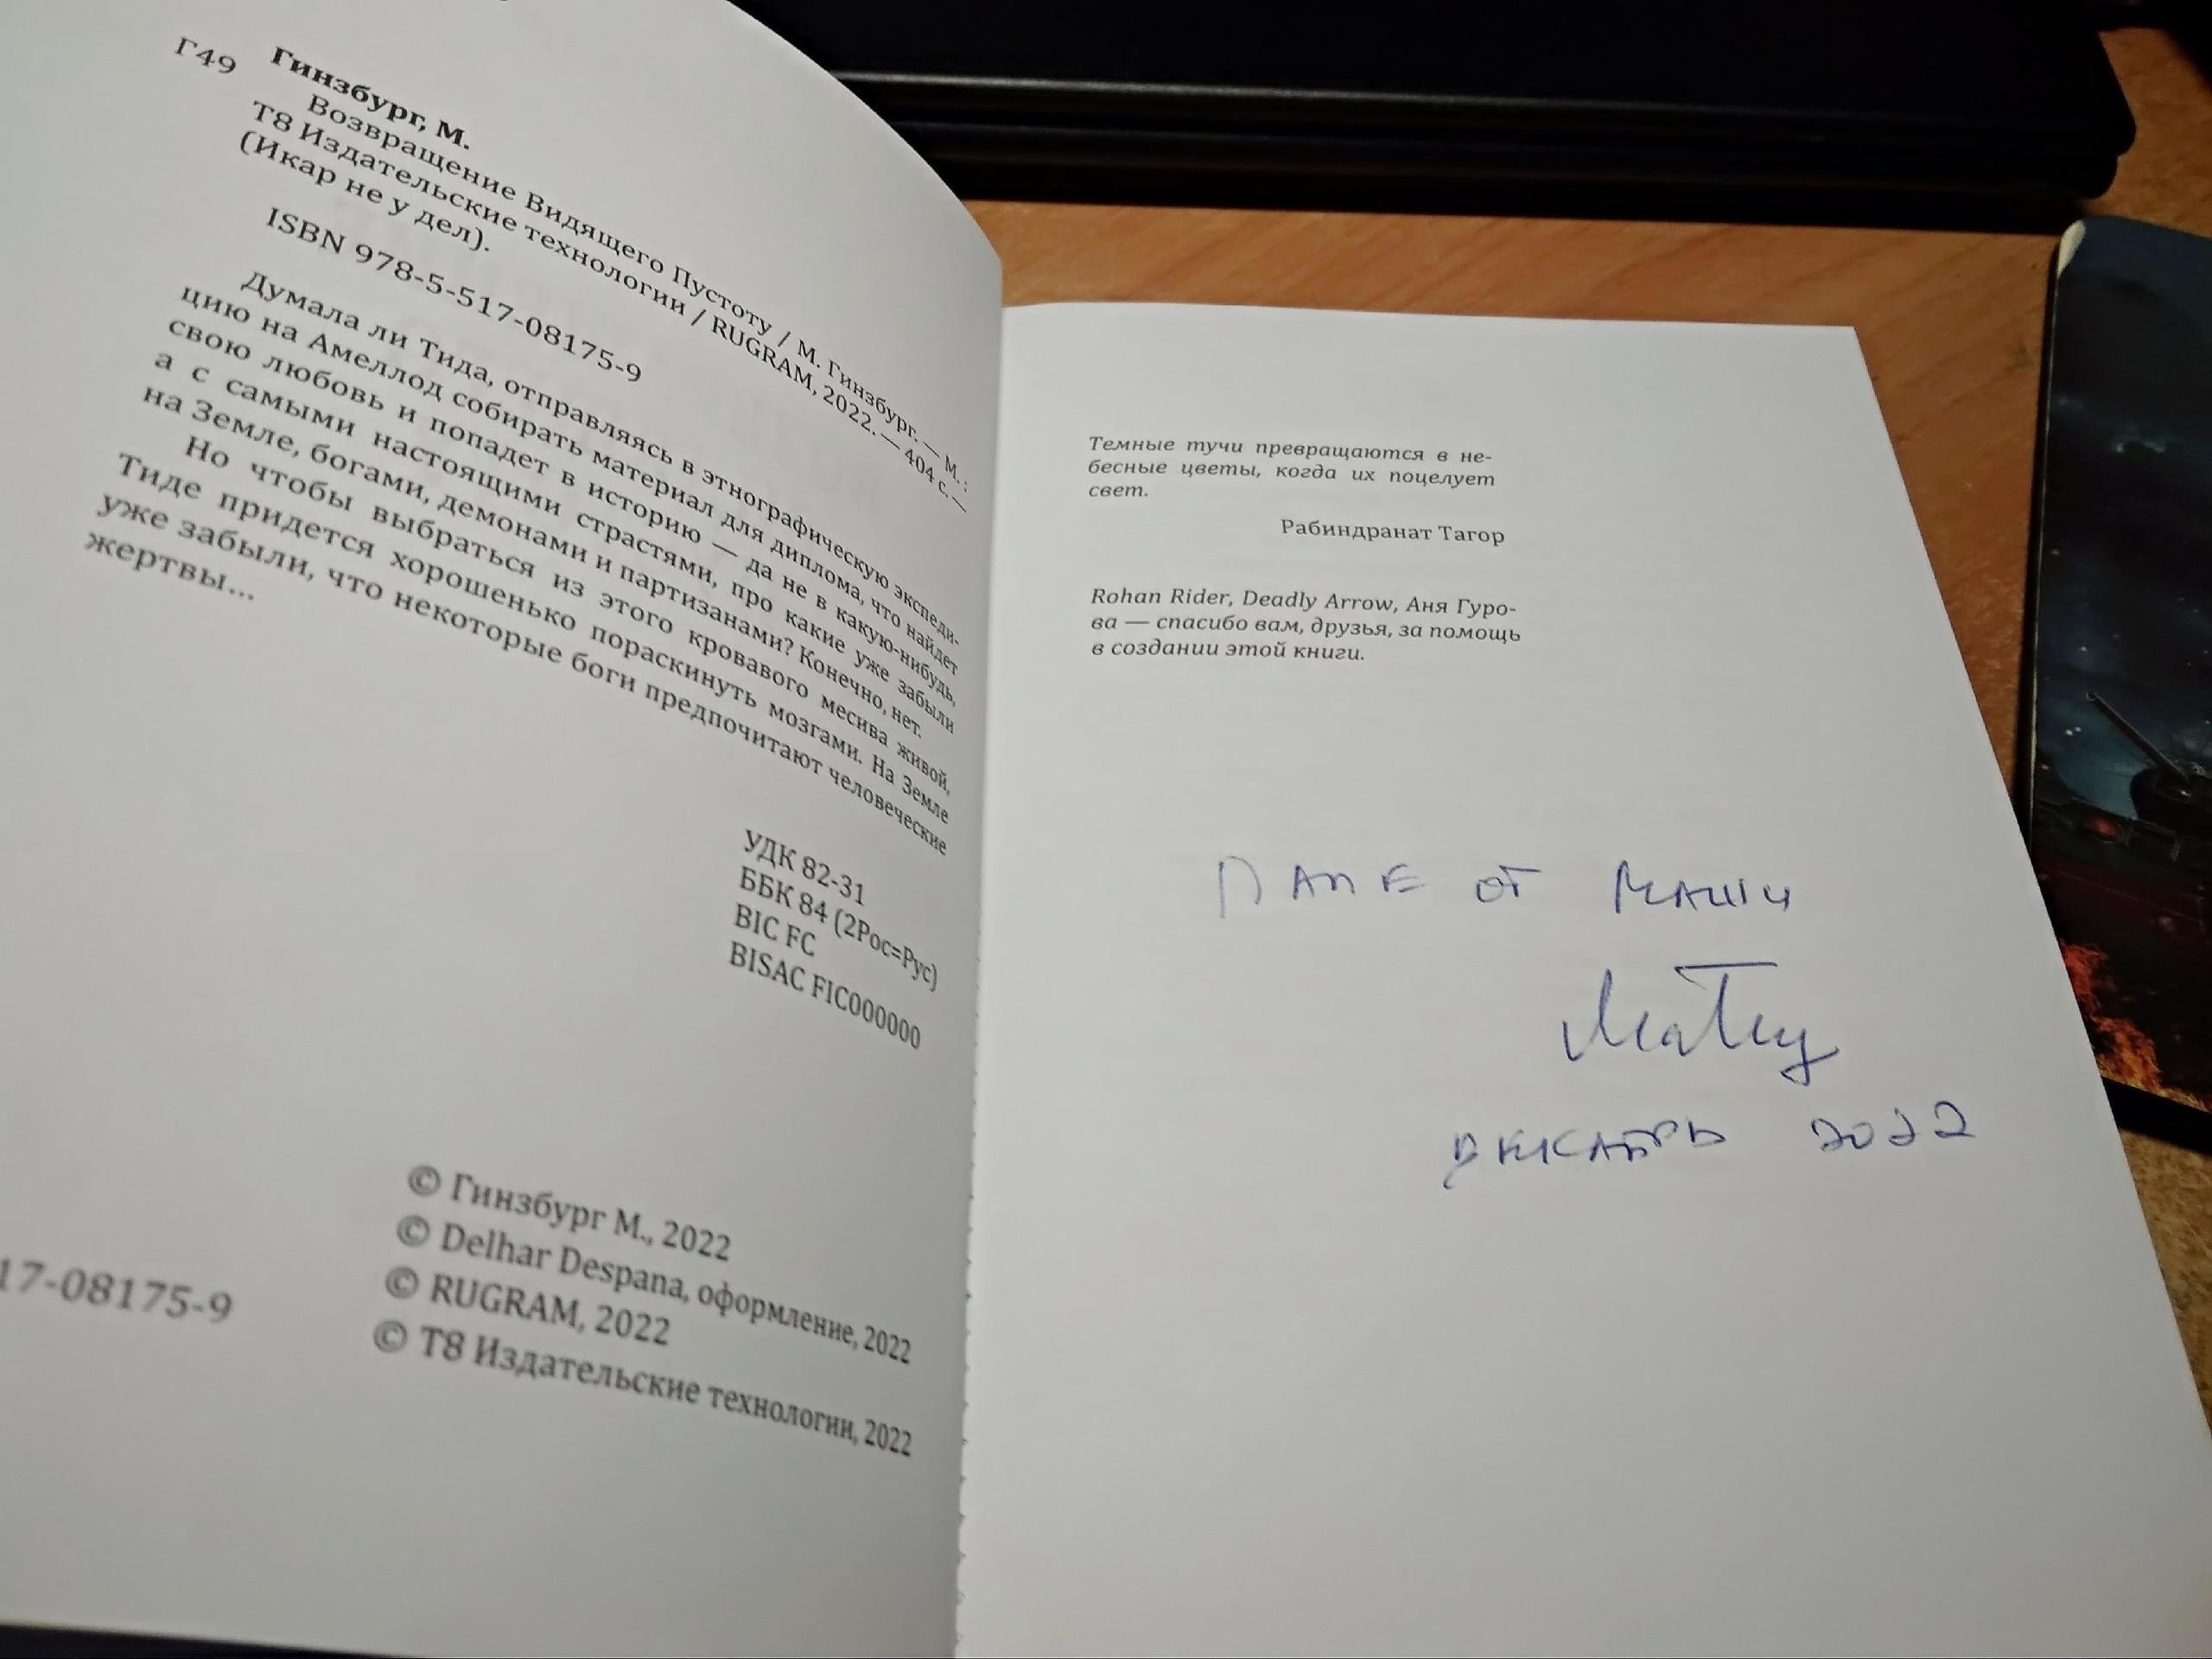 Г49
Гинзбург, М.
Возвращение Видящего Пустоту / М. Гинзбург. — М. :
Т8 Издательские технологии / RUGRAM, 2022. — 404 с. —
(Икар не у дел).
ISBN 978-5-517-08175-9
Думала ли Тида, отправляясь в этнографическую экспеди-
цию на Амеллод собирать материал для диплома, что найдет
свою любовь и попадет в историю — да не в какую-нибудь,
а с самыми настоящими страстями, про какие уже забыли
на Земле, богами, демонами и партизанами? Конечно, нет.
Но чтобы выбраться из этого кровавого месива живой,
Тиде придется хорошенько пораскинуть мозгами. На Земле
уже забыли, что некоторые боги предпочитают человеческие
жертвы...
УДК 82-31
ББК 84 (2Рос=Рус)
BIC FC
BISAC FIC000000
17-08175-9
© Гинзбург М., 2022
© Delhar Despana, оформление, 2022
© RUGRAM, 2022
© Т8 Издательские технологии, 2022
Темные тучи превращаются в не-
бесные цветы, когда их поцелует
свет.
Рабиндранат Тагор
Rohan Rider, Deadly Arrow, Аня Гуро-
ва — спасибо вам, друзья, за помощь
в создании этой книги.
ПАПЕ ОТ МАШИ
ДЕКАБРЬ 2022